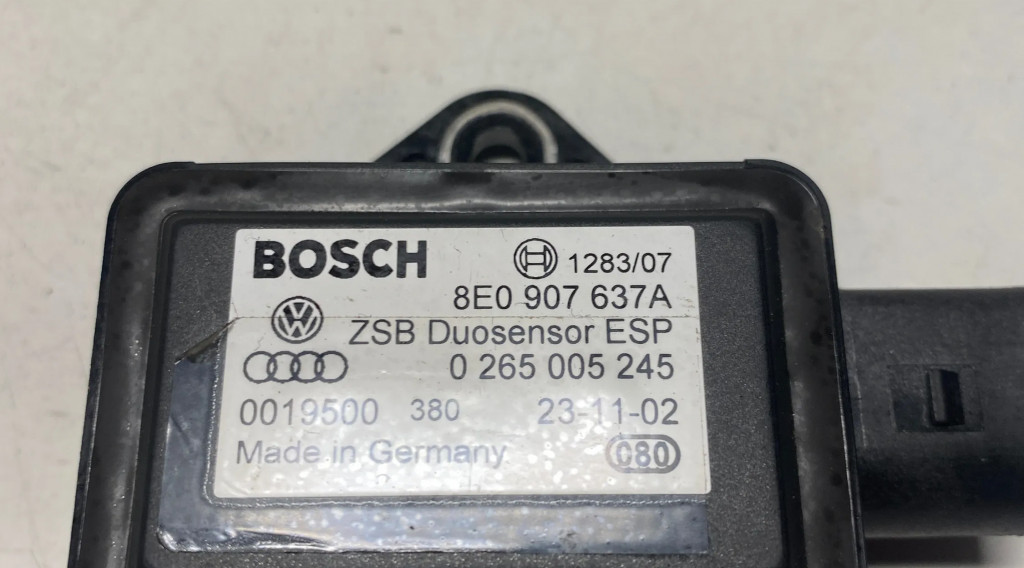 BOSCH 1283/07
8E0 907 637A
ZSB Duosensor ESP
0 265 005 245
0019500 380 23-11-02
Made in Germany 080